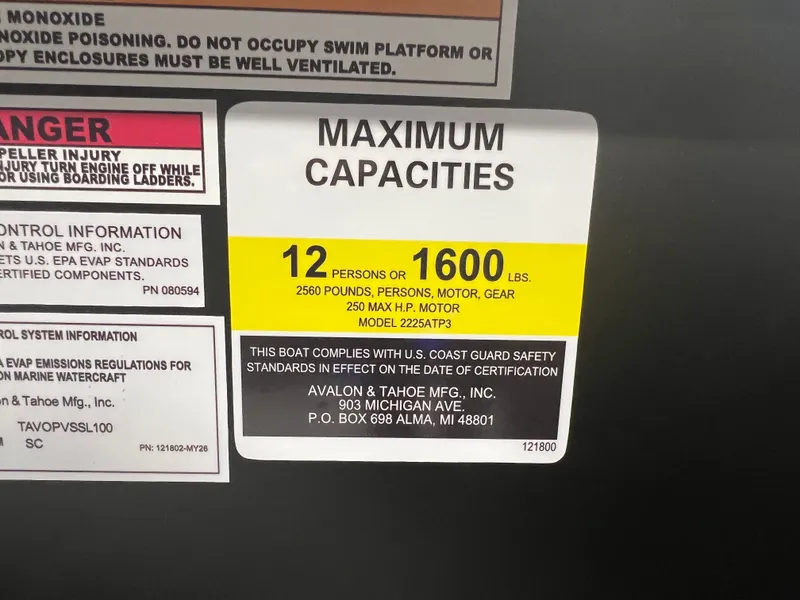 MONOXIDE
NOXIDE POISONING. DO NOT OCCUPY SWIM PLATFORM OR
OPY ENCLOSURES MUST BE WELL VENTILATED.
ANGER
PELLER INJURY
NJURY TURN ENGINE OFF WHILE
OR USING BOARDING LADDERS.
ONTROL INFORMATION
N & TAHOE MFG. INC.
ETS U.S. EPA EVAP STANDARDS
ERTIFIED COMPONENTS.
PN 080594
ROL SYSTEM INFORMATION
A EVAP EMISSIONS REGULATIONS FOR
ON MARINE WATERCRAFT
n & Tahoe Mfg., Inc.
TAVOPVSSL100
M SC
PN: 121802-MY26
MAXIMUM
CAPACITIES
12 PERSONS OR 1600 LBS.
2560 POUNDS, PERSONS, MOTOR, GEAR
250 MAX H.P. MOTOR
MODEL 2225ATP3
THIS BOAT COMPLIES WITH U.S. COAST GUARD SAFETY
STANDARDS IN EFFECT ON THE DATE OF CERTIFICATION
AVALON & TAHOE MFG., INC.
903 MICHIGAN AVE.
P.O. BOX 698 ALMA, MI 48801
121800